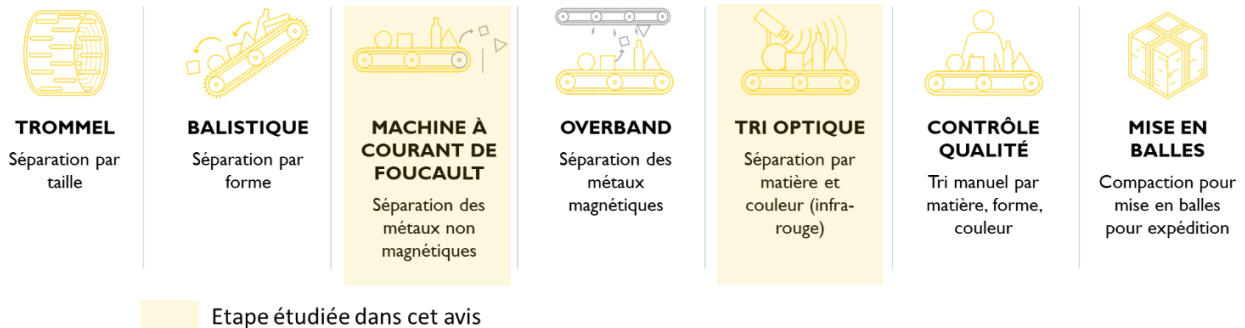 TROMMEL
Séparation par
taille
BALISTIQUE
Séparation par
forme
MACHINE À
COURANT DE
FOUCAULT
Séparation des
métaux non
magnétiques
OVERBAND
Séparation des
métaux
magnétiques
TRI OPTIQUE
Séparation par
matière et
couleur (infra-
rouge)
CONTRÔLE
QUALITÉ
Tri manuel par
matière, forme,
couleur
MISE EN
BALLES
Compaction pour
mise en balles
pour expédition
Etape étudiée dans cet avis